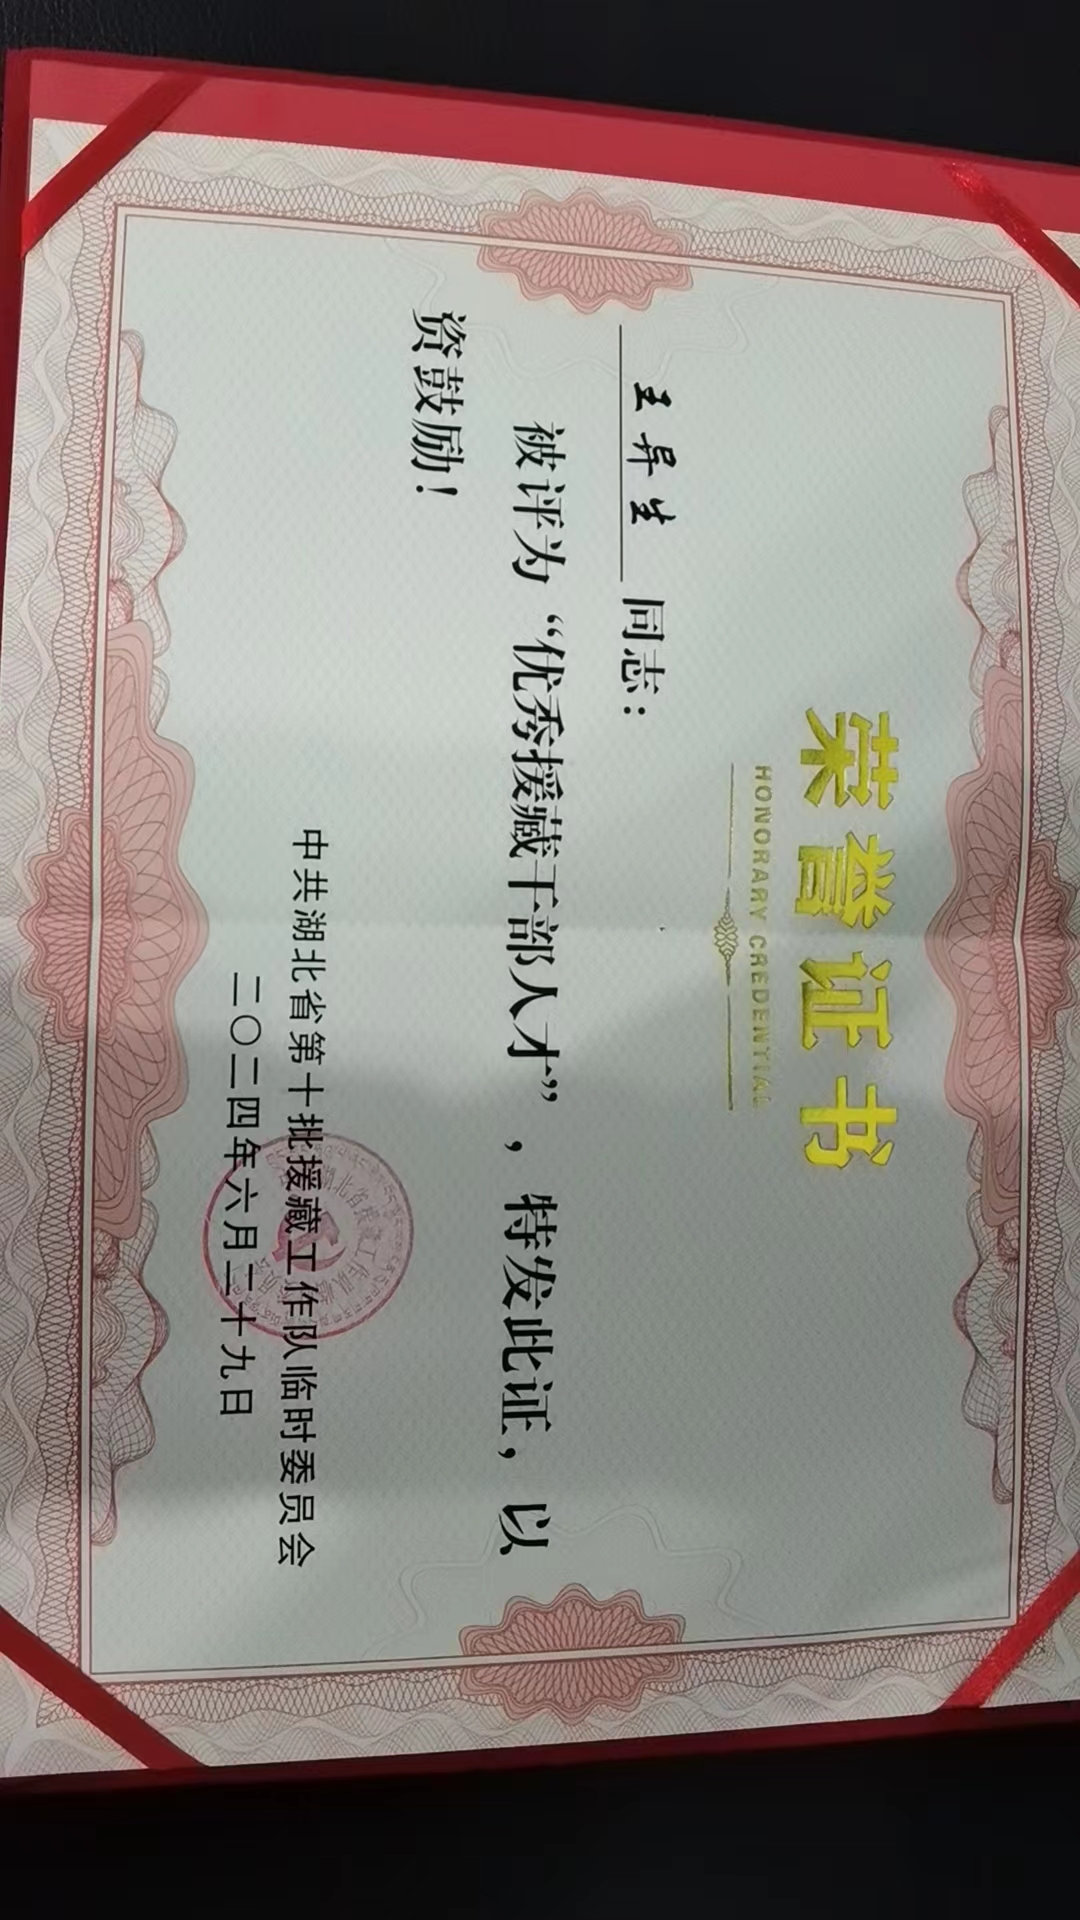 荣誉证书
HONORARY CREDENTIAL
王异生 同志：
被评为“优秀援藏干部人才”，特发此证，以
资鼓励！
中共湖北省第十批援藏工作队临时委员会
二〇二四年六月二十九日